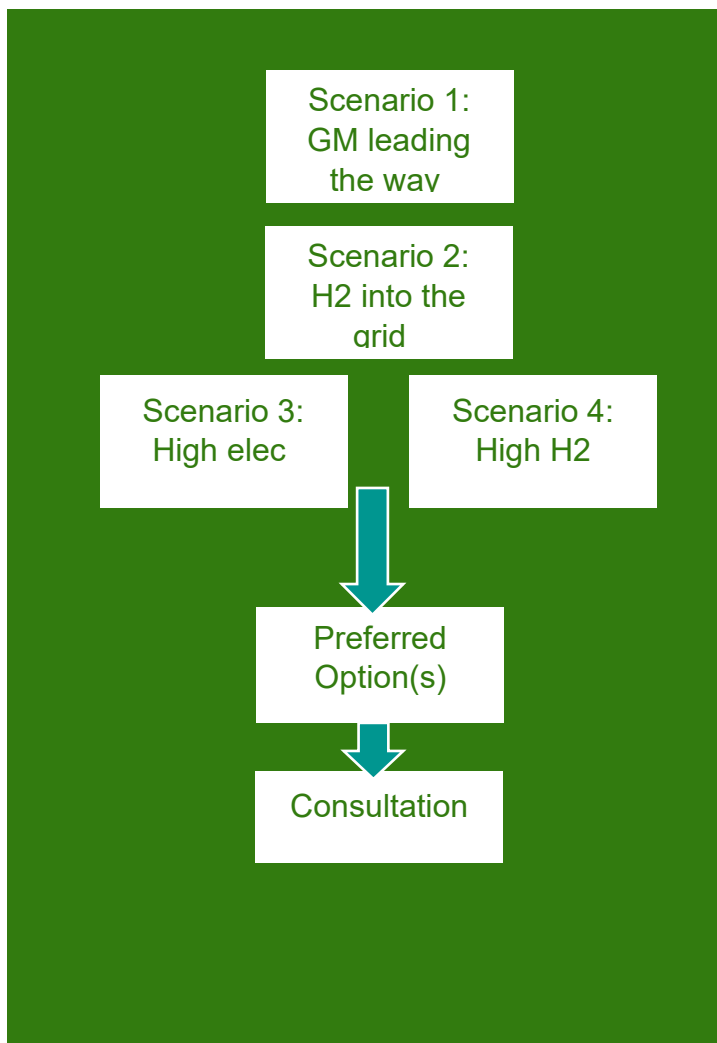 Scenario 1:
GM leading
the way
Scenario 2:
H2 into the
grid
Scenario 3:
High elec
Scenario 4:
High H2
Preferred
Option(s)
Consultation